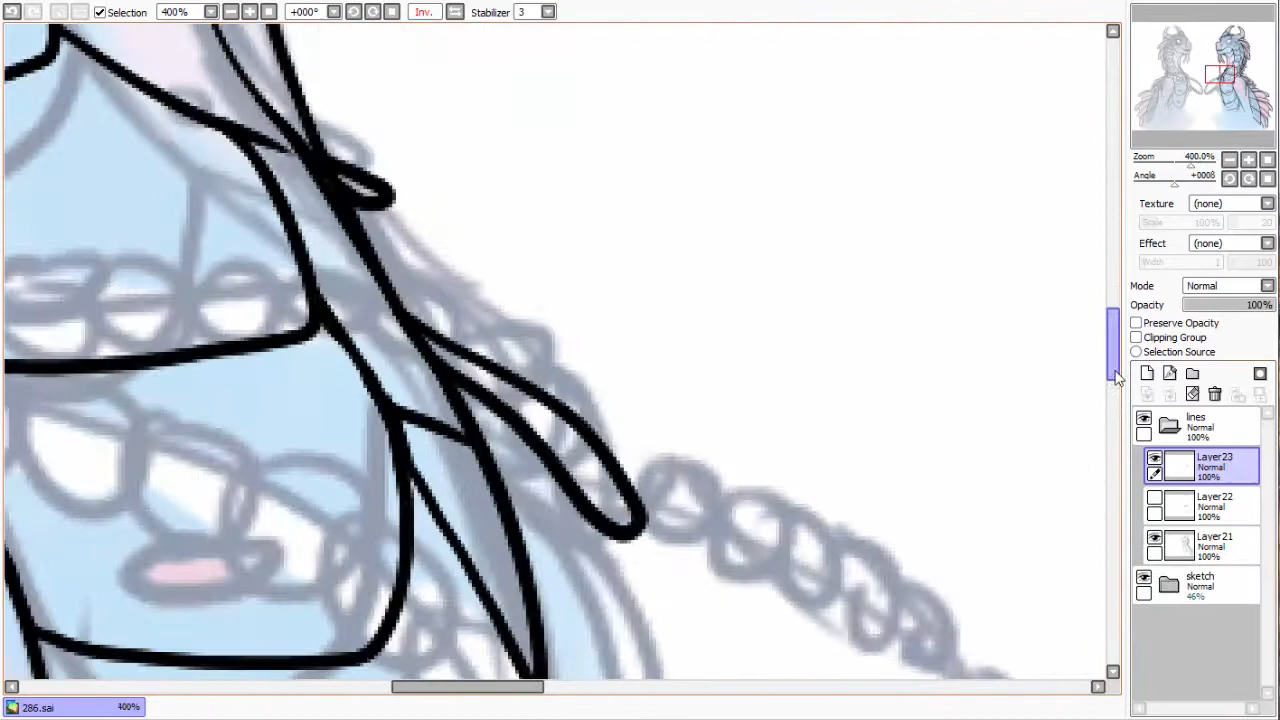 Selection 400% +000° Inv. Stabilizer 3
Zoom 400.0%
Angle +000ß
Texture (none)
Scale 100% 20
Effect (none)
Width 1 100
Mode Normal
Opacity 100%
Preserve Opacity
Clipping Group
Selection Source
lines
Normal
100%
Layer23
Normal
100%
Layer22
Normal
100%
Layer21
Normal
100%
sketch
Normal
46%
286.sai 400%